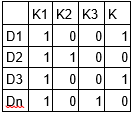 K1 K2 K3 K
D1 1 0 0 1
D2 1 1 0 0
D3 1 0 0 1
Dn 1 0 1 0